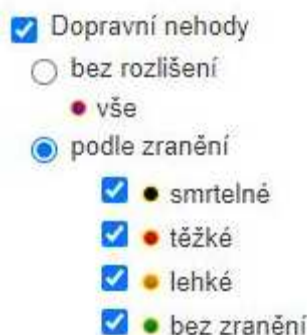 Dopravní nehody
bez rozlišení
vše
podle zranění
smrtelné
těžké
lehké
bez zranění